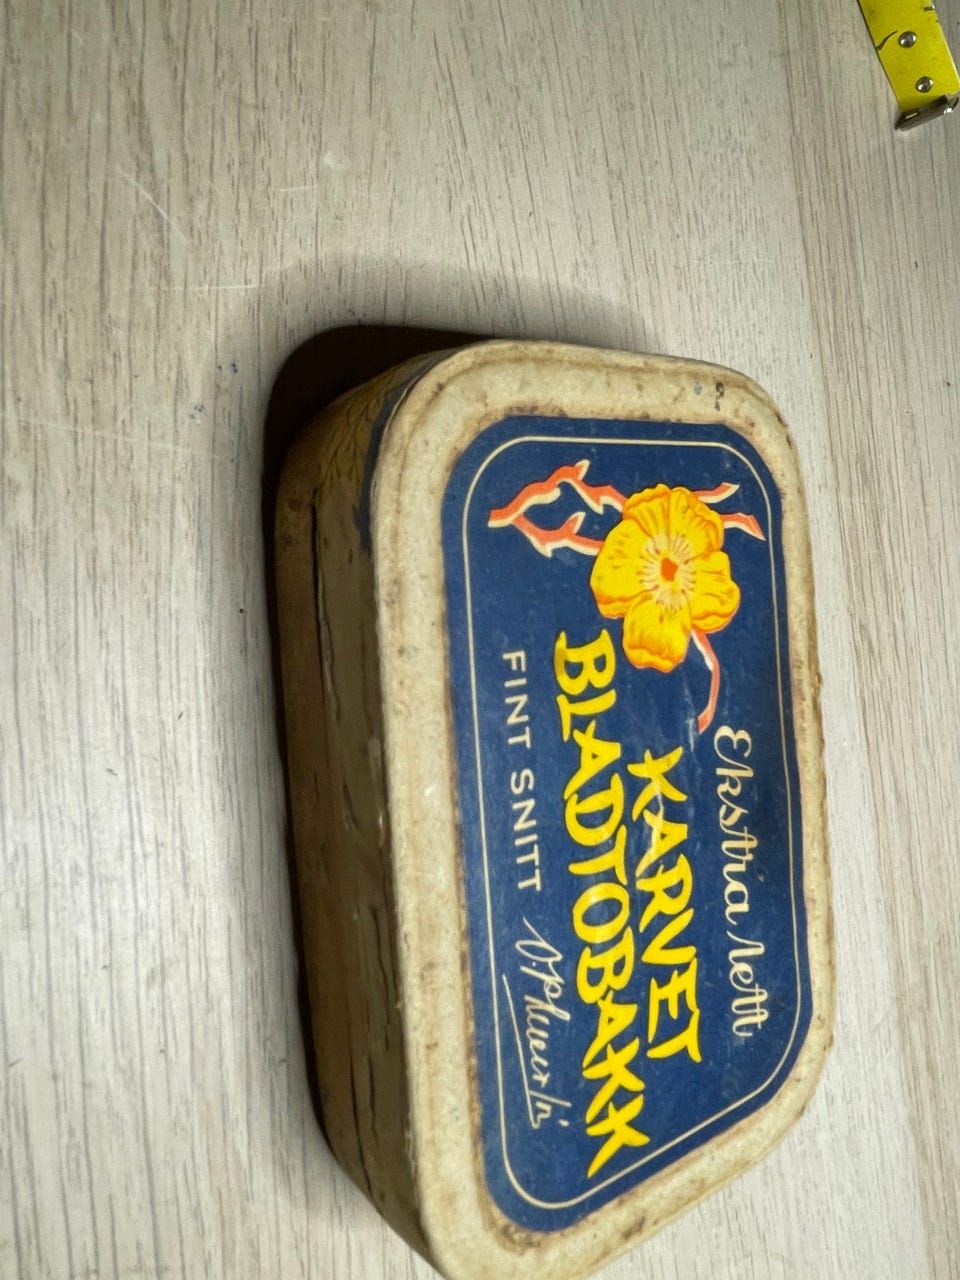 Ekstra lett
KARVET
BLADTOBAKK
FINT SNITT